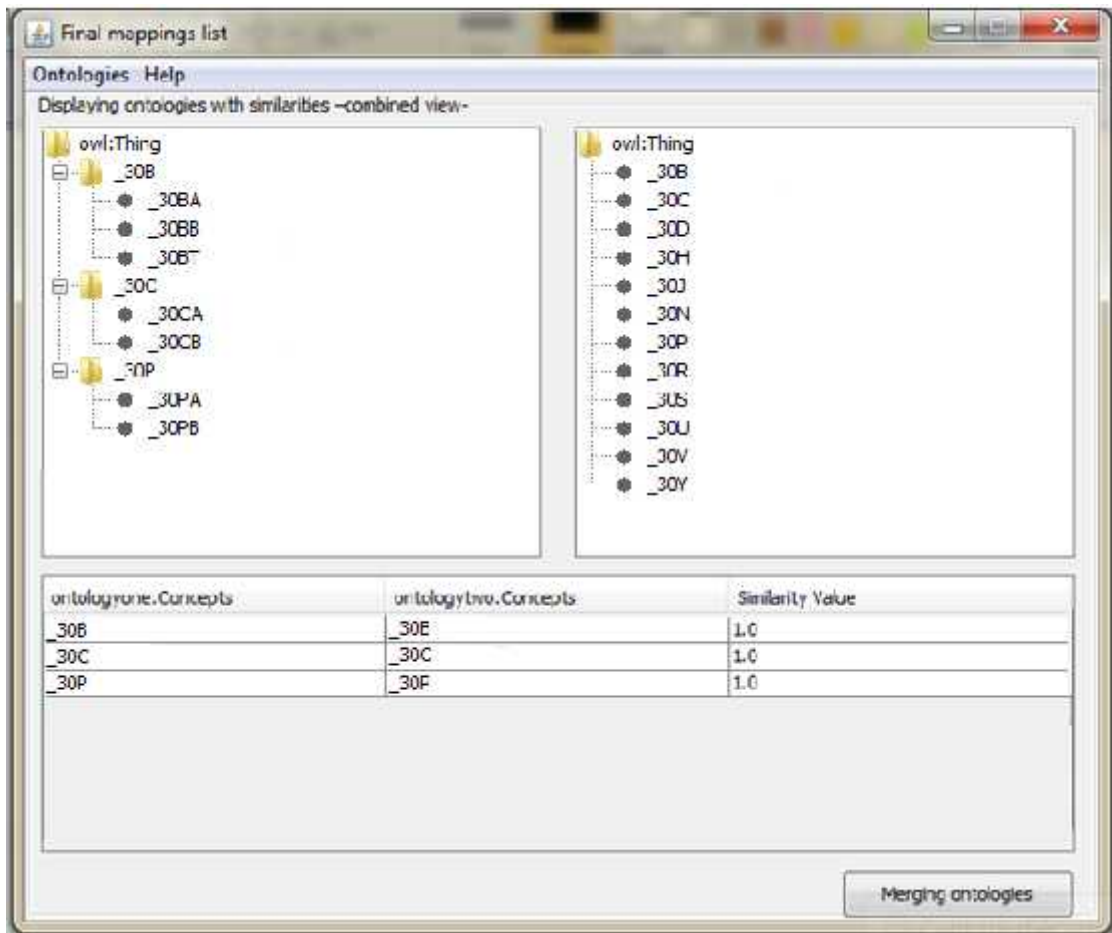 Final mappings list
Ontologies Help
Displaying ontologies with similarities –combined view-
owl:Thing
_30B
_30BA
_30BB
_30BT
_30C
_30CA
_30CB
_30P
_30PA
_30PB
owl:Thing
_30B
_30C
_30D
_30H
_30J
_30N
_30P
_30R
_30S
_30U
_30V
_30Y
ontologyone.Concepts ontologytwo.Concepts Similarity Value
_30B _30E 1.0
_30C _30C 1.0
_30P _30F 1.0
Merging ontologies